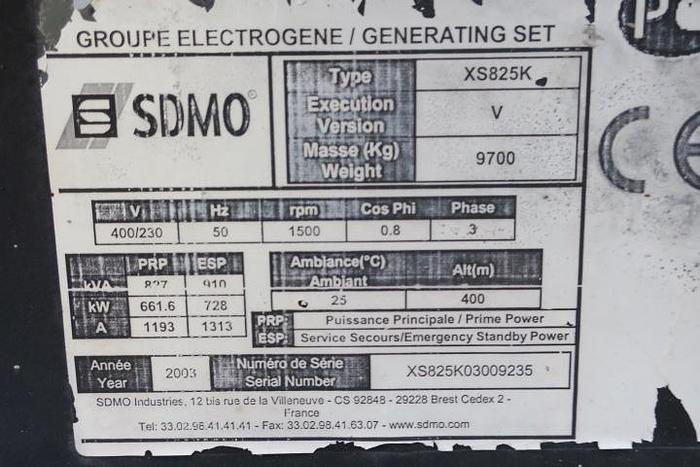 GROUPE ELECTROGENE / GENERATING SET
SDMO
Type XS825K
Execution Version V
Masse (Kg) Weight 9700
V Hz rpm Cos Phi Phase
400/230 50 1500 0.8 3
PRP ESP
kVA 827 910
kW 661.6 728
A 1193 1313
Ambiance(°C) Ambiant Alt(m)
25 400
PRP: Puissance Principale / Prime Power
ESP: Service Secours/Emergency Standby Power
Année Year 2003 Numéro de Série Serial Number XS825K03009235
SDMO Industries, 12 bis rue de la Villeneuve - CS 92848 - 29228 Brest Cedex 2 -
France
Tel: 33.02.98.41.41.41 - Fax: 33.02.98.41.63.07 - www.sdmo.com
CE